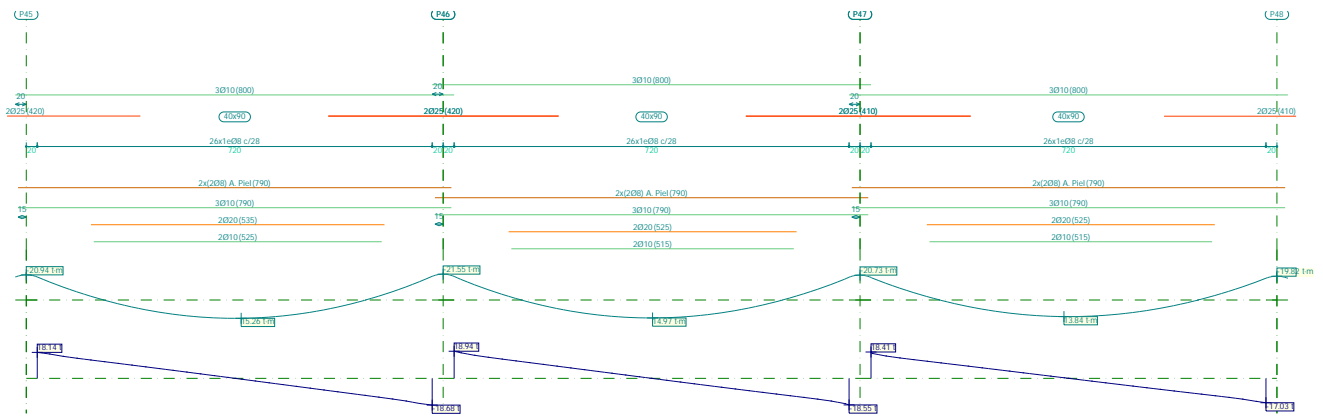 P45 P46 P47 P48
3Ø10 (800)
20 20
3Ø10 (800) 3Ø10 (800)
20 20
2Ø25 (420) 40x90 2Ø25 (420) 40x90 2Ø25 (410) 40x90 2Ø25 (410)
26x1eØ8 c/28 26x1eØ8 c/28 26x1eØ8 c/28
20 720 20 20 720 20 20 720 20
2x(2Ø8) A. Piel (790) 2x(2Ø8) A. Piel (790)
2x(2Ø8) A. Piel (790)
3Ø10 (790) 3Ø10 (790)
15 3Ø10 (790) 15
15
2Ø20 (535) 2Ø20 (525)
2Ø20 (525)
2Ø10 (525) 2Ø10 (515)
2Ø10 (515)
-20.94 t·m -21.55 t·m -20.73 t·m -19.82 t·m
15.26 t·m 14.97 t·m 13.84 t·m
18.14 t 18.94 t 18.41 t
-18.68 t -18.55 t -17.03 t